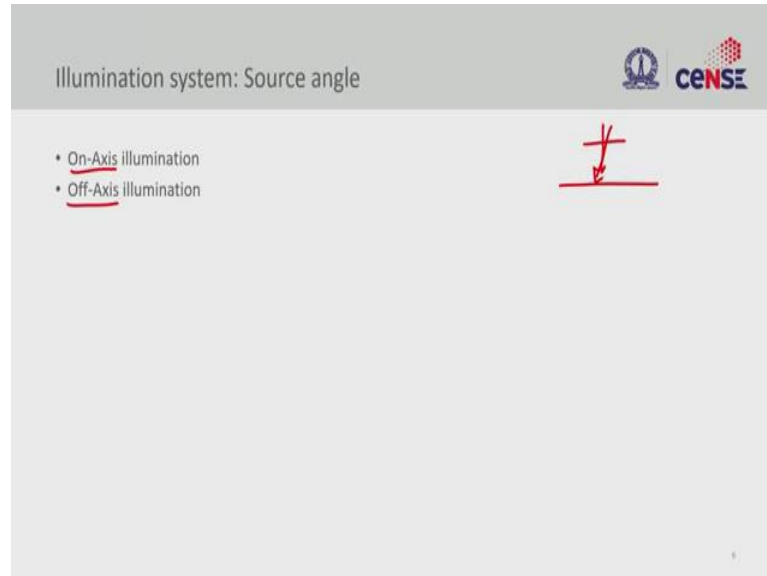 Illumination system: Source angle
CeNSE
• On-Axis illumination
• Off-Axis illumination